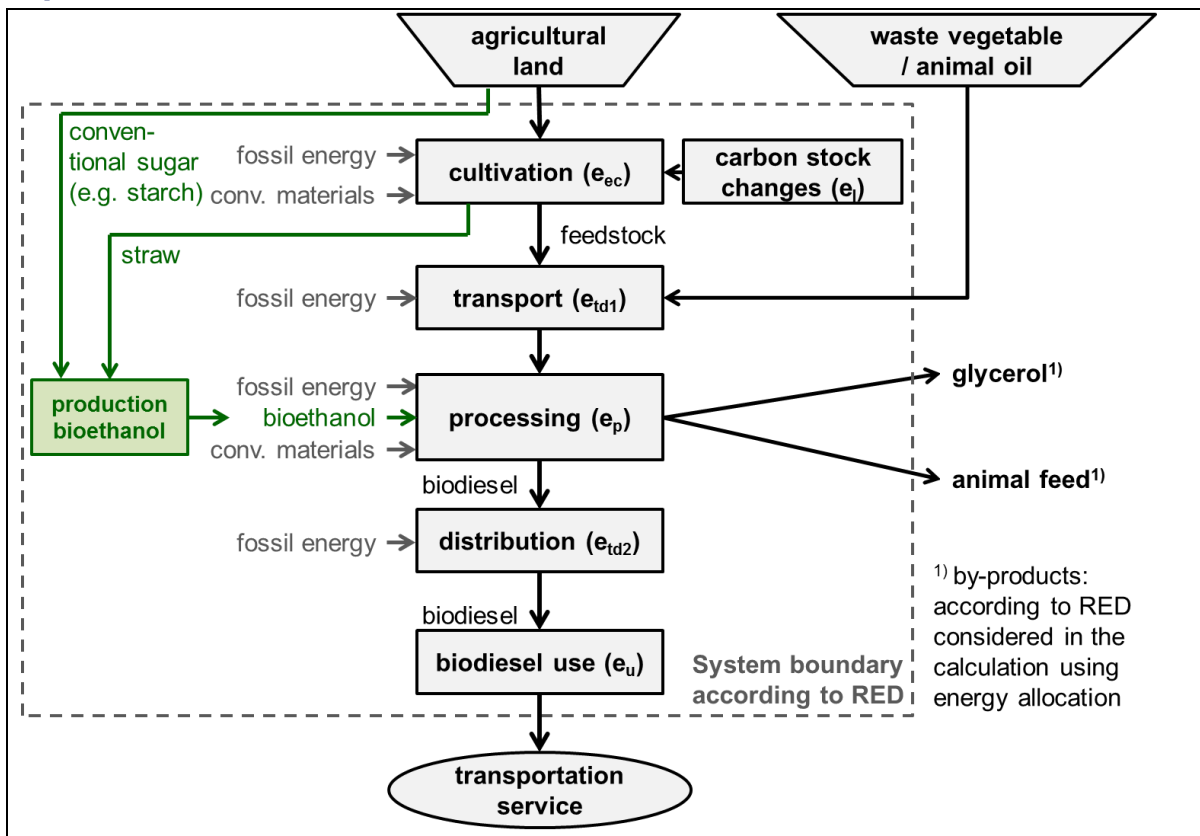 agricultural
land
waste vegetable
/ animal oil
conven-
tional sugar
(e.g. starch)
fossil energy
conv. materials
cultivation (eec)
carbon stock
changes (el)
straw
feedstock
fossil energy
transport (etd1)
production
bioethanol
fossil energy
bioethanol
conv. materials
processing (ep)
glycerol1)
animal feed1)
biodiesel
fossil energy
distribution (etd2)
biodiesel
biodiesel use (eu)
System boundary
according to RED
1) by-products:
according to RED
considered in the
calculation using
energy allocation
transportation
service